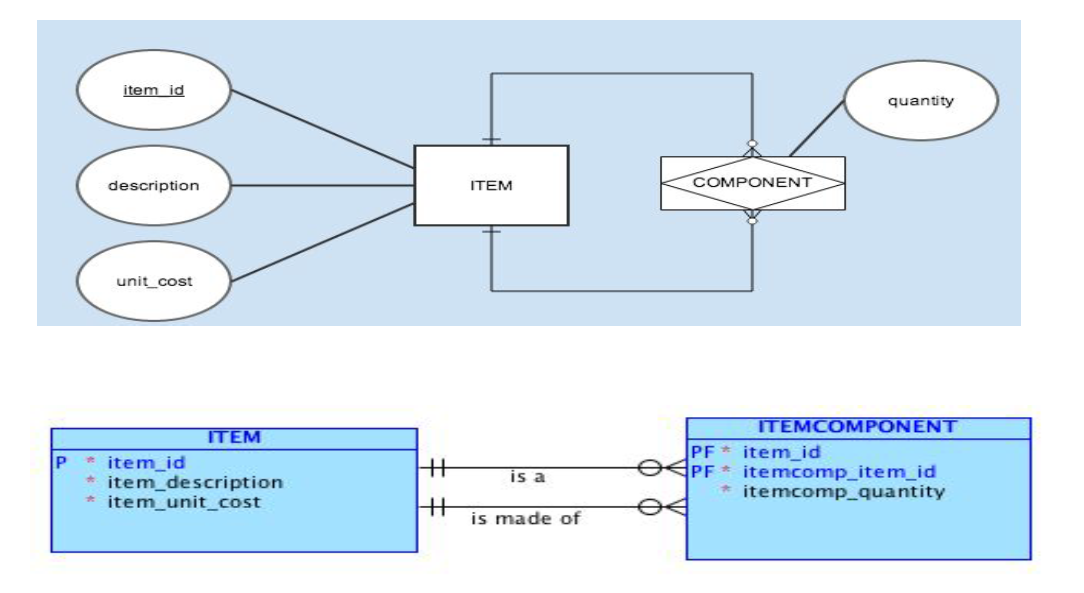 item_id
quantity
description
ITEM
COMPONENT
unit_cost
ITEM
P * item_id
* item_description
* item_unit_cost
is a
is made of
ITEMCOMPONENT
PF * item_id
PF * itemcomp_item_id
* itemcomp_quantity